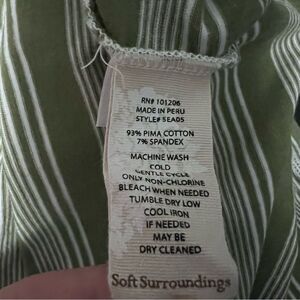 RN# 101206
MADE IN PERU
STYLE# 5EA05
93% PIMA COTTON
7% SPANDEX
MACHINE WASH
COLD
GENTLE CYCLE
ONLY NON-CHLORINE
BLEACH WHEN NEEDED
TUMBLE DRY LOW
COOL IRON
IF NEEDED
MAY BE
DRY CLEANED
Soft Surroundings